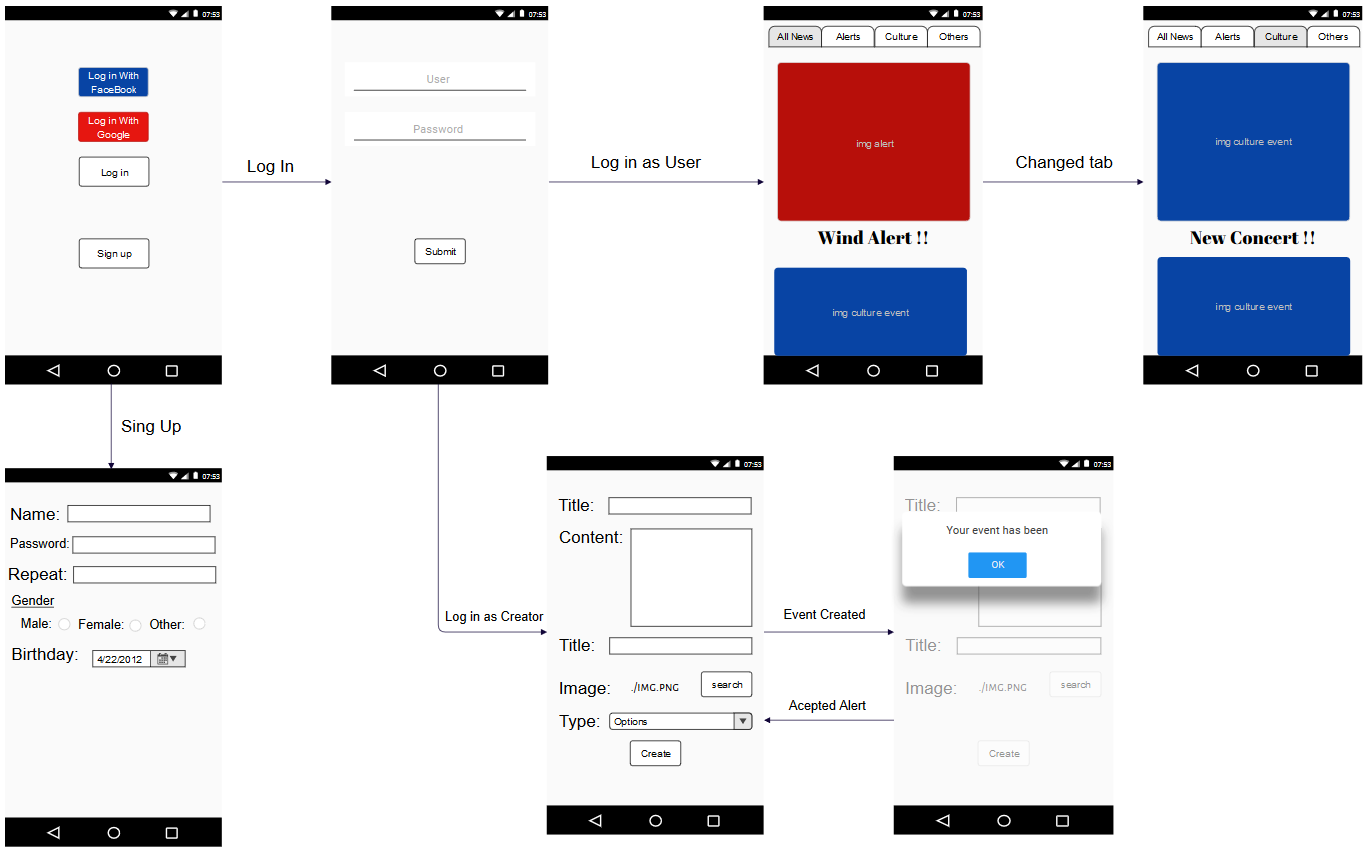 07:53
Log in With
FaceBook
Log in With
Google
Log in
Sign up
Log In
07:53
User
Password
Submit
Log in as User
07:53
All News
Alerts
Culture
Others
img alert
Wind Alert !!
img culture event
Changed tab
07:53
All News
Alerts
Culture
Others
img culture event
New Concert !!
img culture event
Sing Up
07:53
Name:
Password:
Repeat:
Gender
Male:
Female:
Other:
Birthday:
4/22/2012
Log in as Creator
07:53
Title:
Content:
Title:
Image:
./IMG.PNG
search
Type:
Options
Create
Event Created
Acepted Alert
07:53
Title:
Your event has been
OK
Title:
Image:
./IMG.PNG
search
Create